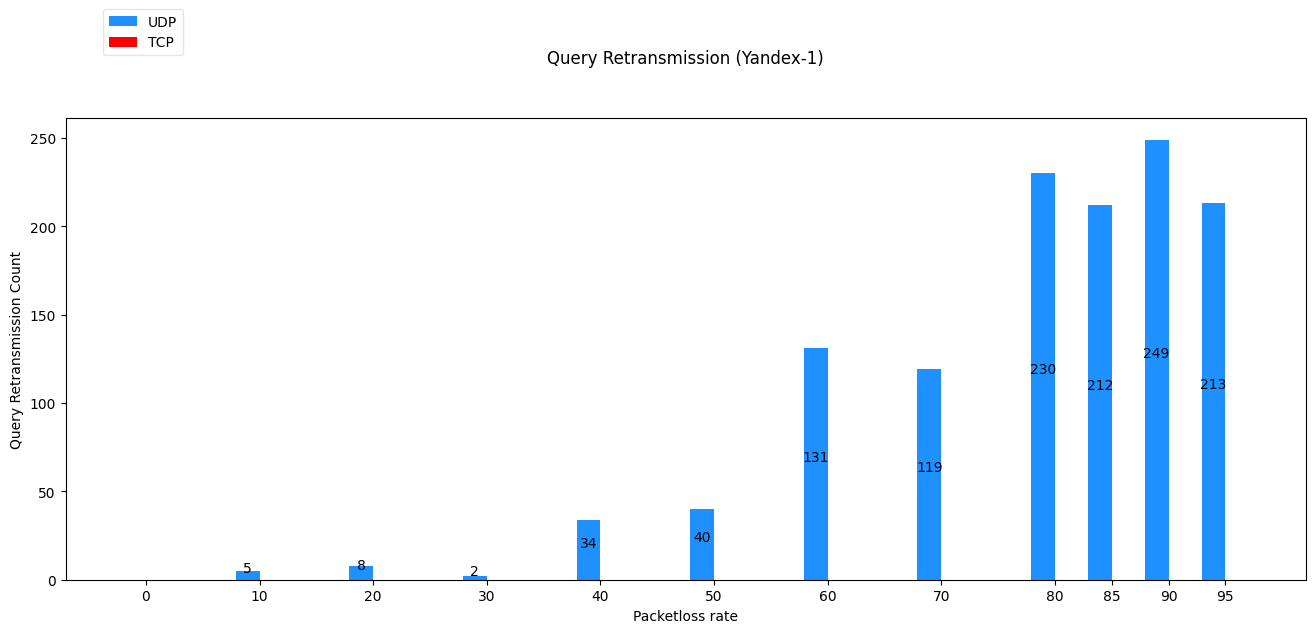 UDP
TCP
Query Retransmission (Yandex-1)
Query Retransmission Count
250
200
150
100
50
0
5
8
2
34
40
131
119
230
212
249
213
0 10 20 30 40 50 60 70 80 85 90 95
Packetloss rate